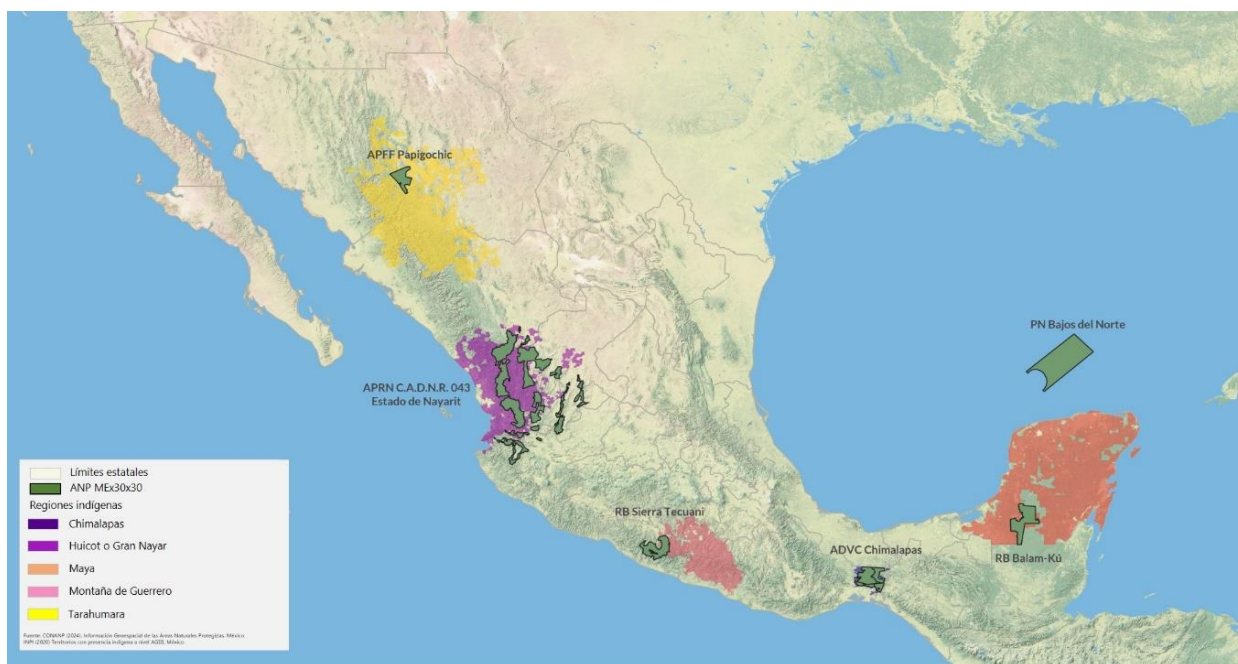 APFF Papigochic
PN Bajos del Norte
APRN C.A.D.N.R. 043
Estado de Nayarit
RB Sierra Tecuani
ADVC Chimalapas
RB Balam-Kú
Límites estatales
ANP MEx30x30
Regiones indígenas
Chimalapas
Huicot o Gran Nayar
Maya
Montaña de Guerrero
Tarahumara
Fuente: CONANP (2024). Información Geoespacial de las Áreas Naturales Protegidas. México
INPI (2020) Territorios con presencia indígena a nivel AGEB. México.